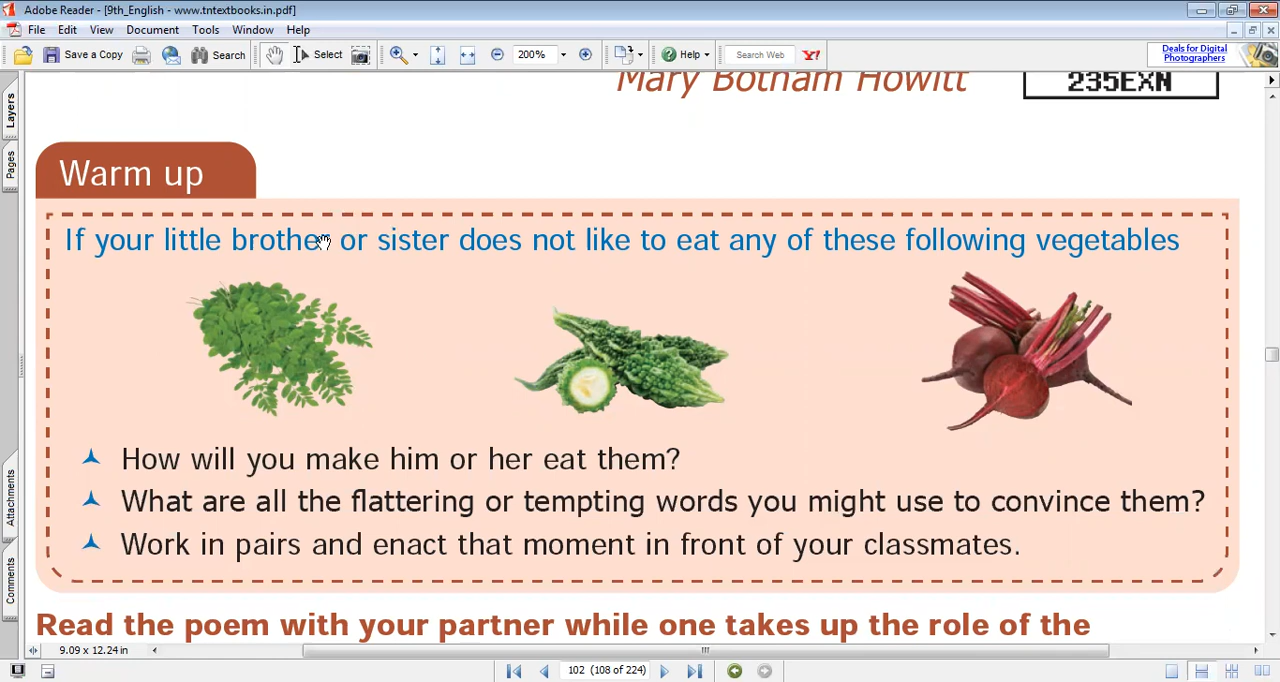 Adobe Reader - [9th_English - www.tntextbooks.in.pdf]
File Edit View Document Tools Window Help
Save a Copy Search Select 200% Help Search Web Y! Deals for Digital Photographers
Layers
Pages
Attachments
Comments
Mary Botham Howitt
235EXN
Warm up
If your little brother or sister does not like to eat any of these following vegetables
How will you make him or her eat them?
What are all the flattering or tempting words you might use to convince them?
Work in pairs and enact that moment in front of your classmates.
Read the poem with your partner while one takes up the role of the
9.09 x 12.24 in
102 (108 of 224)